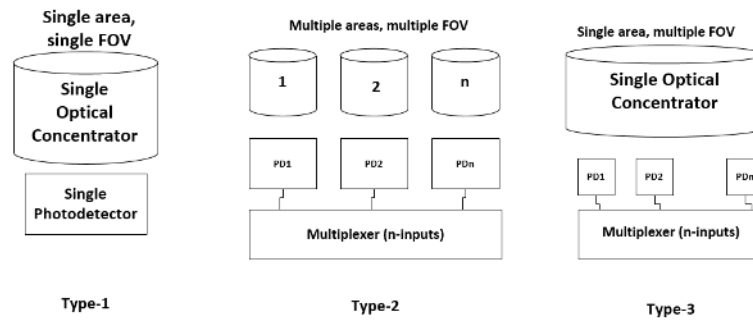 Single area,
single FOV
Single
Optical
Concentrator
Single
Photodetector
Type-1
Multiple areas, multiple FOV
1
2
n
PD1
PD2
PDn
Multiplexer (n-inputs)
Type-2
Single area, multiple FOV
Single Optical
Concentrator
PD1
PD2
PDn
Multiplexer (n-inputs)
Type-3